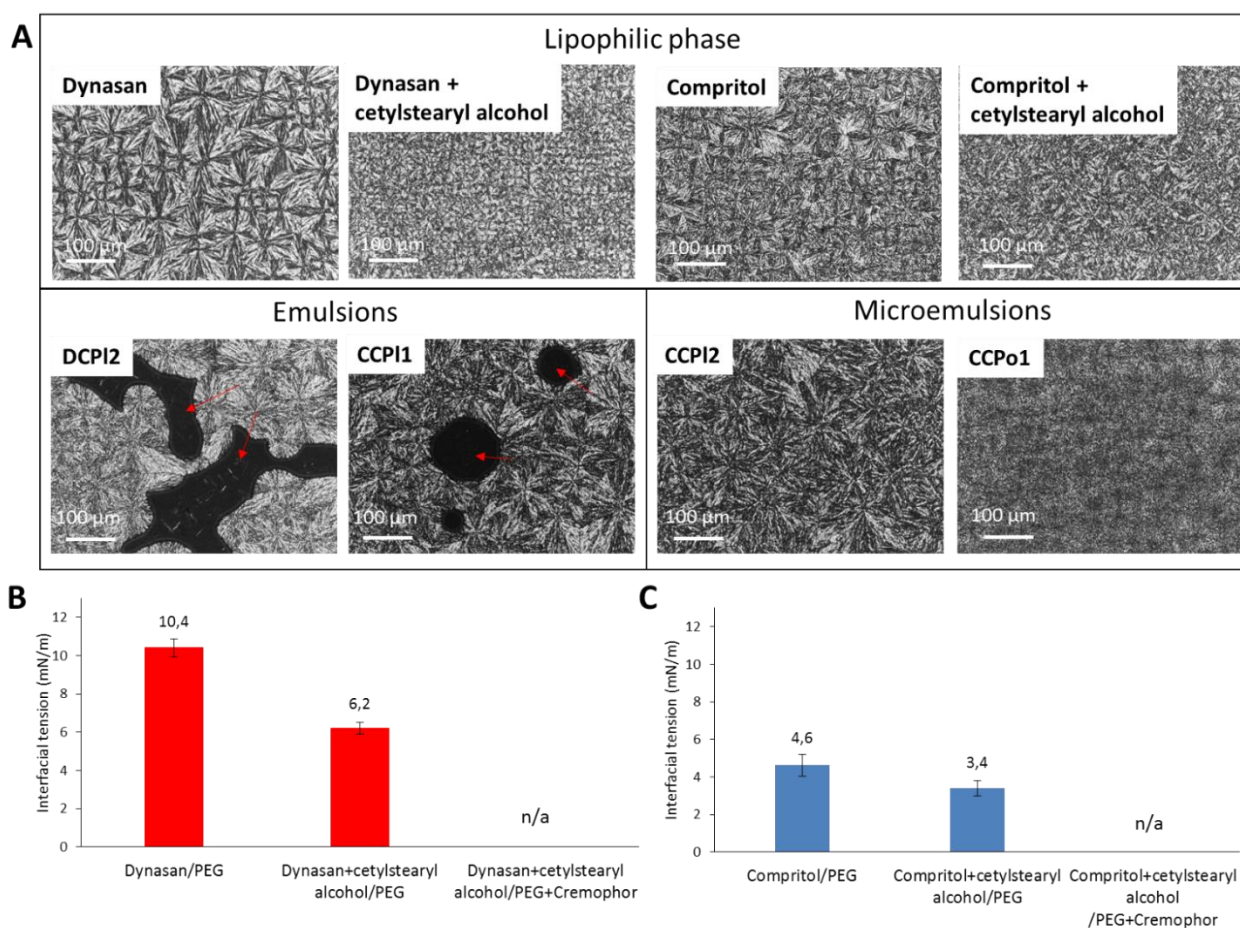 A
Lipophilic phase
Dynasan
Dynasan +
cetylstearyl alcohol
Compritol
Compritol +
cetylstearyl alcohol
100 µm
100 µm
100 µm
100 µm
Emulsions
Microemulsions
DCPl2
CCPl1
CCPl2
CCPo1
100 µm
100 µm
100 µm
100 µm
B
Interfacial tension (mN/m)
12
10
8
6
4
2
0
10,4
6,2
n/a
Dynasan/PEG
Dynasan+cetylstearyl
alcohol/PEG
Dynasan+cetylstearyl
alcohol/PEG+Cremophor
C
Interfacial tension (mN/m)
12
10
8
6
4
2
0
4,6
3,4
n/a
Compritol/PEG
Compritol+cetylstearyl
alcohol/PEG
Compritol+cetylstearyl
alcohol
/PEG+Cremophor